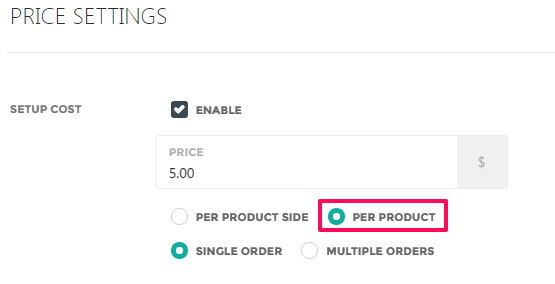 PRICE SETTINGS
SETUP COST
ENABLE
PRICE
5.00
$
PER PRODUCT SIDE
PER PRODUCT
SINGLE ORDER
MULTIPLE ORDERS